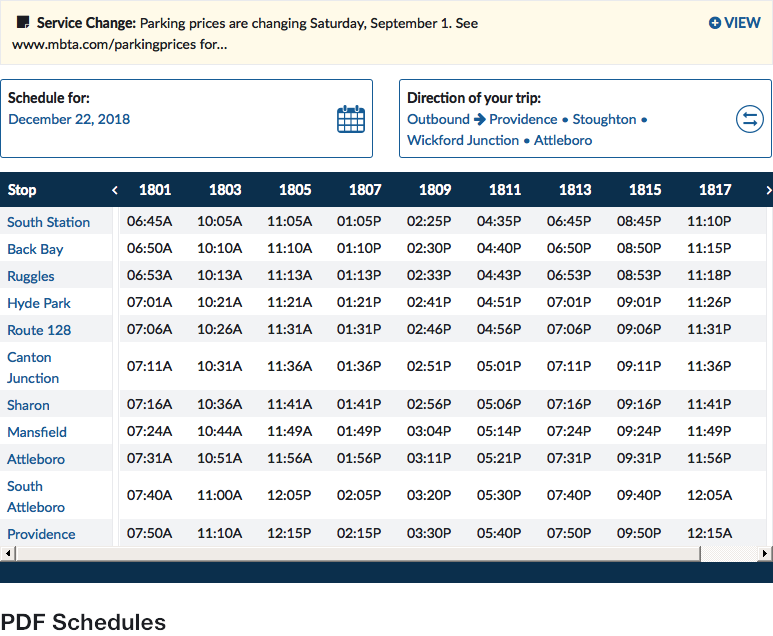 Service Change: Parking prices are changing Saturday, September 1. See
www.mbta.com/parkingprices for...
VIEW
Schedule for:
December 22, 2018
Direction of your trip:
Outbound → Providence • Stoughton •
Wickford Junction • Attleboro
Stop < 1801 1803 1805 1807 1809 1811 1813 1815 1817 >
South Station 06:45A 10:05A 11:05A 01:05P 02:25P 04:35P 06:45P 08:45P 11:10P
Back Bay 06:50A 10:10A 11:10A 01:10P 02:30P 04:40P 06:50P 08:50P 11:15P
Ruggles 06:53A 10:13A 11:13A 01:13P 02:33P 04:43P 06:53P 08:53P 11:18P
Hyde Park 07:01A 10:21A 11:21A 01:21P 02:41P 04:51P 07:01P 09:01P 11:26P
Route 128 07:06A 10:26A 11:31A 01:31P 02:46P 04:56P 07:06P 09:06P 11:31P
Canton
Junction 07:11A 10:31A 11:36A 01:36P 02:51P 05:01P 07:11P 09:11P 11:36P
Sharon 07:16A 10:36A 11:41A 01:41P 02:56P 05:06P 07:16P 09:16P 11:41P
Mansfield 07:24A 10:44A 11:49A 01:49P 03:04P 05:14P 07:24P 09:24P 11:49P
Attleboro 07:31A 10:51A 11:56A 01:56P 03:11P 05:21P 07:31P 09:31P 11:56P
South
Attleboro 07:40A 11:00A 12:05P 02:05P 03:20P 05:30P 07:40P 09:40P 12:05A
Providence 07:50A 11:10A 12:15P 02:15P 03:30P 05:40P 07:50P 09:50P 12:15A
PDF Schedules